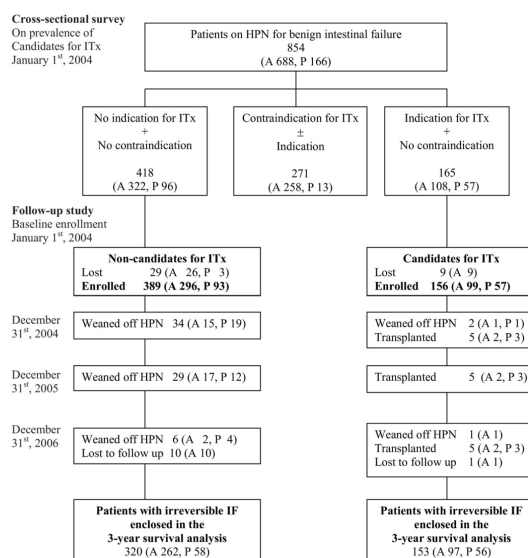 Cross-sectional survey
On prevalence of
Candidates for ITx
January 1st, 2004
Patients on HPN for benign intestinal failure
854
(A 688, P 166)
No indication for ITx
+
No contraindication
418
(A 322, P 96)
Contraindication for ITx
±
Indication
271
(A 258, P 13)
Indication for ITx
+
No contraindication
165
(A 108, P 57)
Follow-up study
Baseline enrollment
January 1st, 2004
Non-candidates for ITx
Lost 29 (A 26, P 3)
Enrolled 389 (A 296, P 93)
Candidates for ITx
Lost 9 (A 9)
Enrolled 156 (A 99, P 57)
December
31st, 2004
Weaned off HPN 34 (A 15, P 19)
Weaned off HPN 2 (A 1, P 1)
Transplanted 5 (A 2, P 3)
December
31st, 2005
Weaned off HPN 29 (A 17, P 12)
Transplanted 5 (A 2, P 3)
December
31st, 2006
Weaned off HPN 6 (A 2, P 4)
Lost to follow up 10 (A 10)
Weaned off HPN 1 (A 1)
Transplanted 5 (A 2, P 3)
Lost to follow up 1 (A 1)
Patients with irreversible IF
enclosed in the
3-year survival analysis
320 (A 262, P 58)
Patients with irreversible IF
enclosed in the
3-year survival analysis
153 (A 97, P 56)